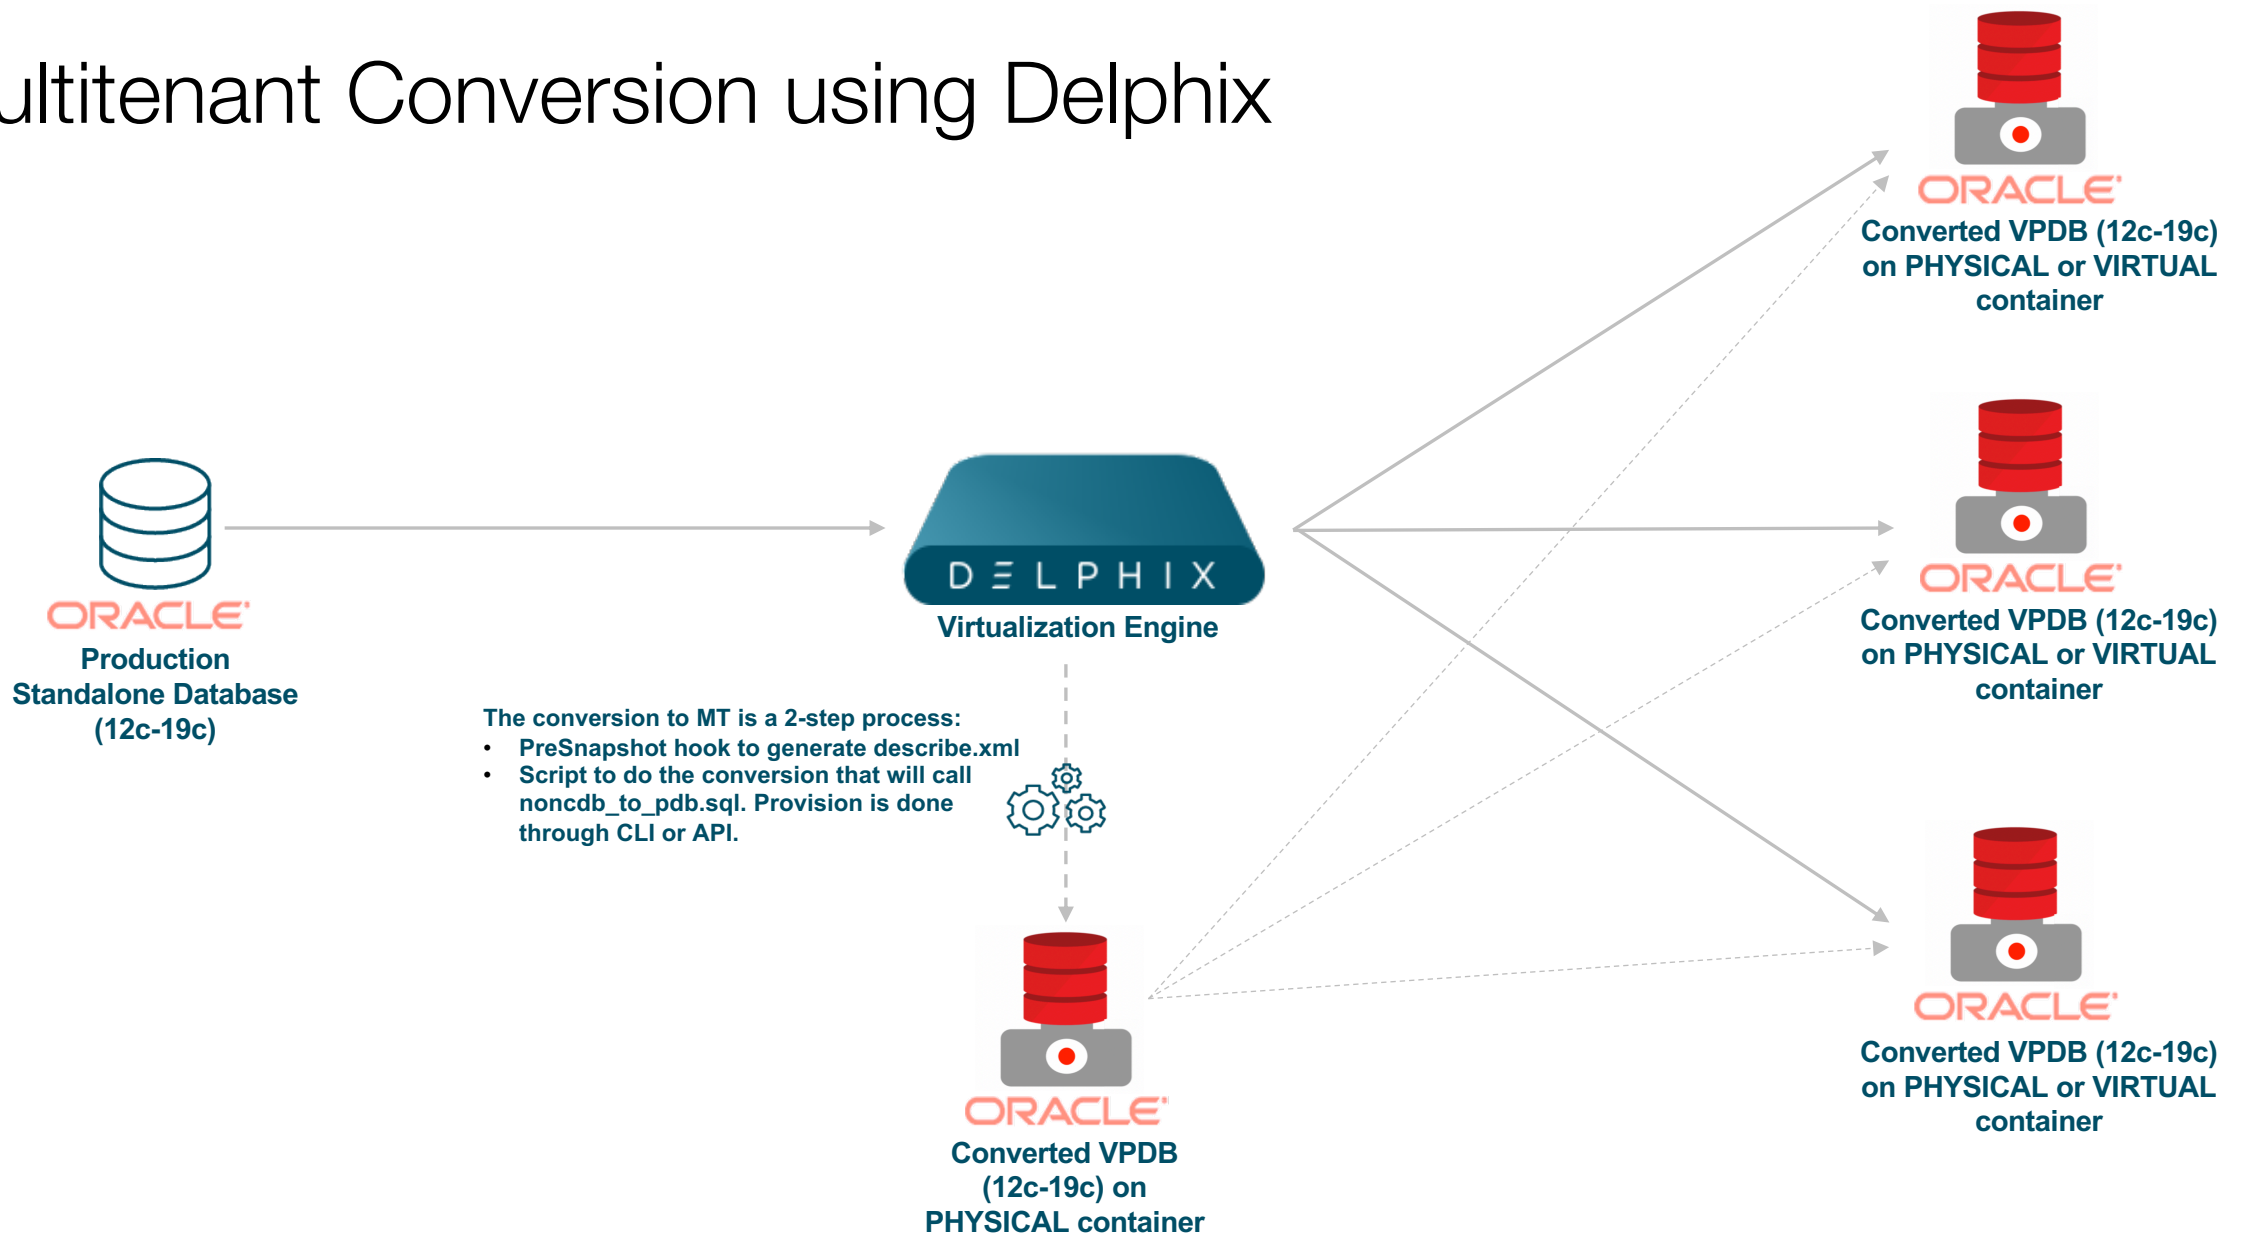 ultitenant Conversion using Delphix
ORACLE
Converted VPDB (12c-19c)
on PHYSICAL or VIRTUAL
container
ORACLE
Production
Standalone Database
(12c-19c)
DELPHIX
Virtualization Engine
ORACLE
Converted VPDB (12c-19c)
on PHYSICAL or VIRTUAL
container
The conversion to MT is a 2-step process:
• PreSnapshot hook to generate describe.xml
• Script to do the conversion that will call
noncdb_to_pdb.sql. Provision is done
through CLI or API.
ORACLE
Converted VPDB
(12c-19c) on
PHYSICAL container
ORACLE
Converted VPDB (12c-19c)
on PHYSICAL or VIRTUAL
container